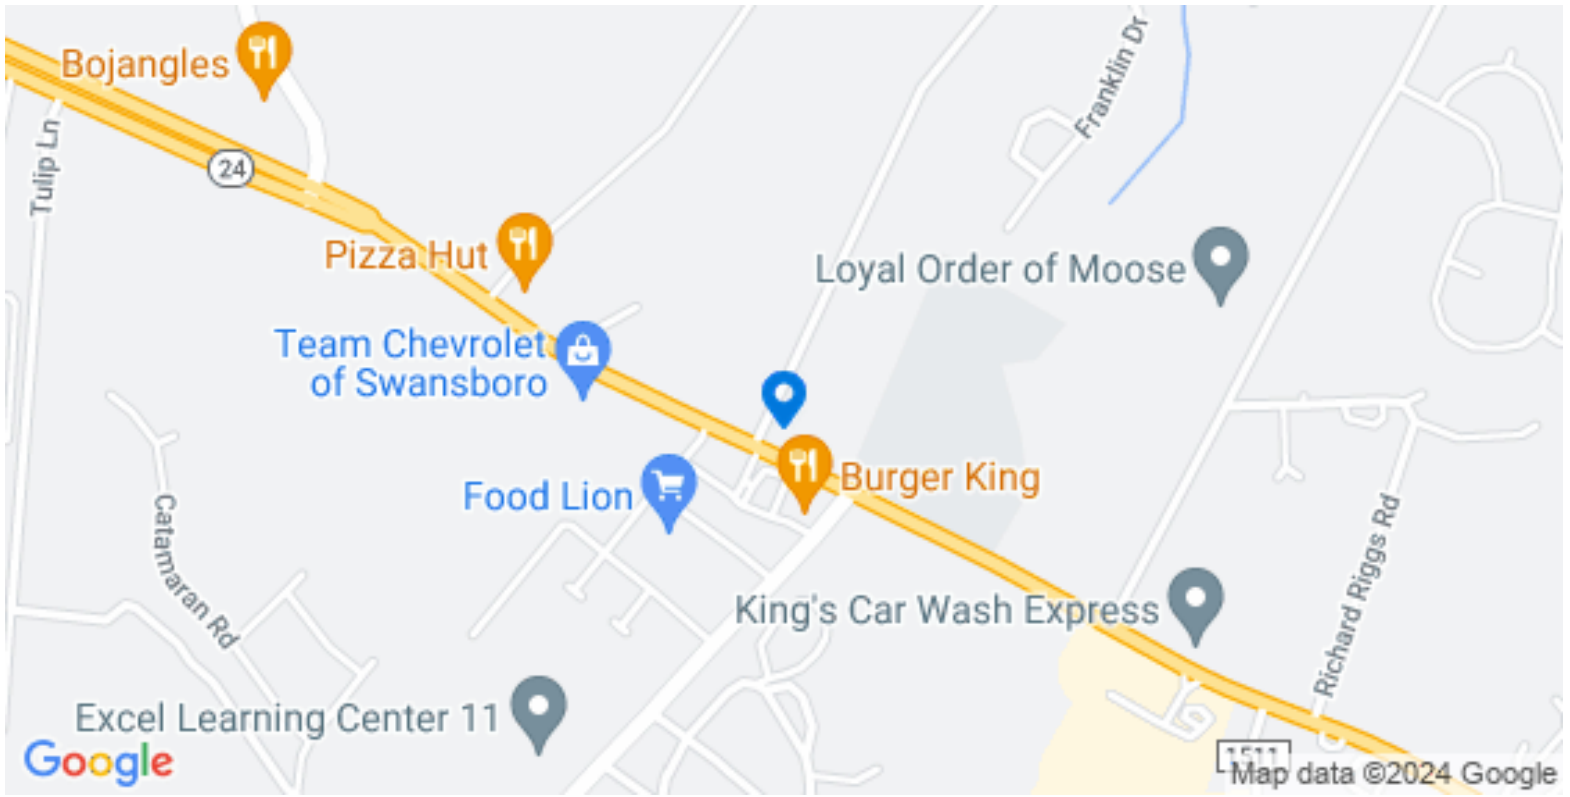 Bojangles
Franklin Dr
Tulip Ln
24
Pizza Hut
Loyal Order of Moose
Team Chevrolet
of Swansboro
Burger King
Food Lion
Catamaran Rd
Richard Riggs Rd
King's Car Wash Express
Excel Learning Center 11
Google
1511
Map data ©2024 Google